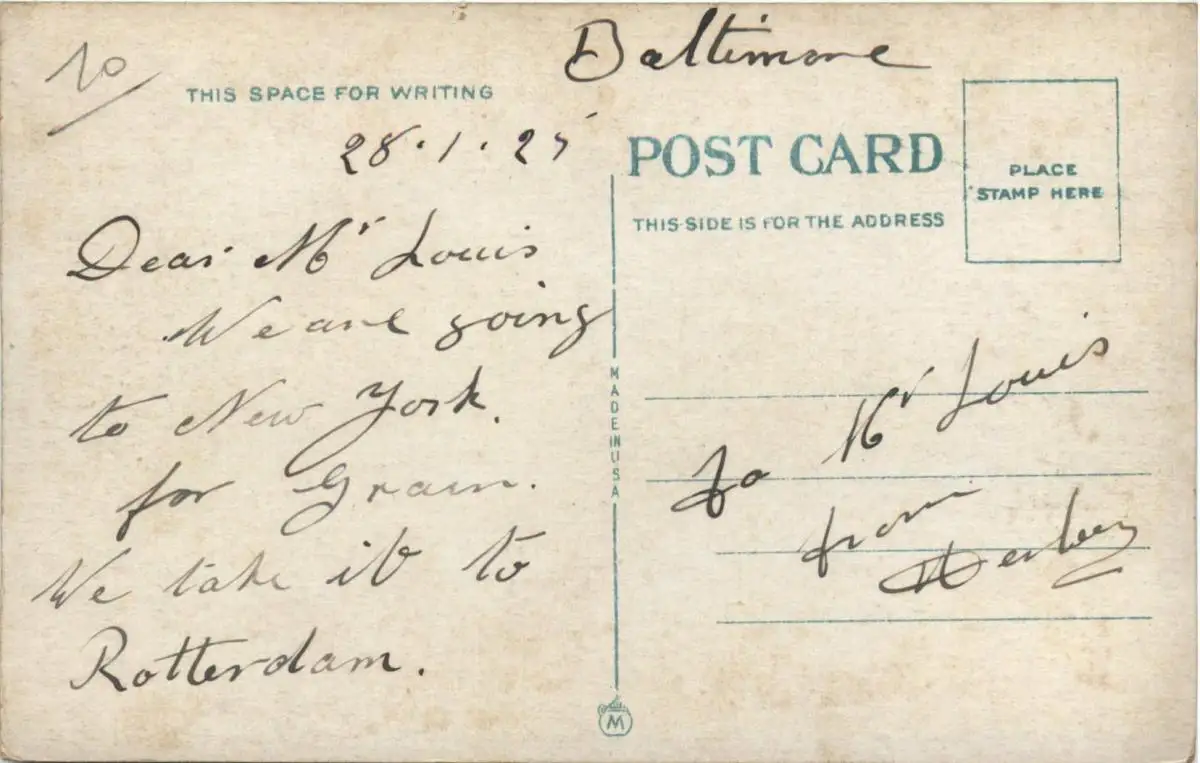 Baltimore
THIS SPACE FOR WRITING
28.1.25
Dear Mr Louis
We are going
to New York.
for Grain.
We take it to
Rotterdam.
POST CARD
THIS SIDE IS FOR THE ADDRESS
PLACE
STAMP HERE
MADE IN USA
To Mr Louis
from
M